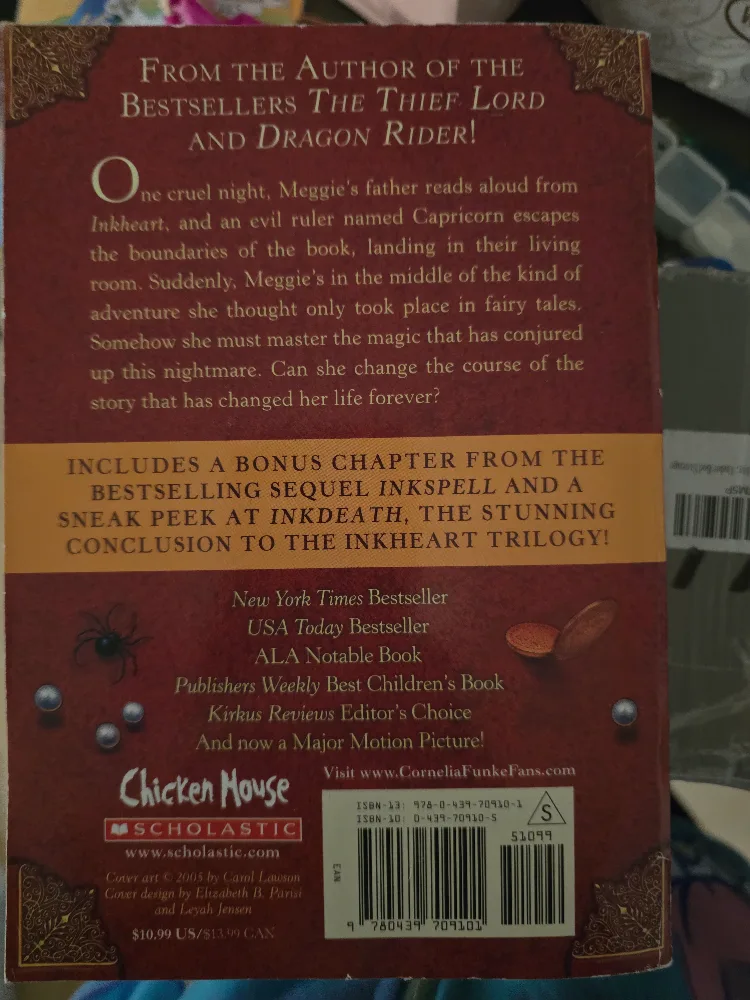 FROM THE AUTHOR OF THE
BESTSELLERS THE THIEF LORD
AND DRAGON RIDER!
One cruel night, Meggie's father reads aloud from
Inkheart, and an evil ruler named Capricorn escapes
the boundaries of the book, landing in their living
room. Suddenly, Meggie's in the middle of the kind of
adventure she thought only took place in fairy tales.
Somehow she must master the magic that has conjured
up this nightmare. Can she change the course of the
story that has changed her life forever?
INCLUDES A BONUS CHAPTER FROM THE
BESTSELLING SEQUEL INKSPELL AND A
SNEAK PEEK AT INKDEATH, THE STUNNING
CONCLUSION TO THE INKHEART TRILOGY!
New York Times Bestseller
USA Today Bestseller
ALA Notable Book
Publishers Weekly Best Children's Book
Kirkus Reviews Editor's Choice
And now a Major Motion Picture!
Visit www.CorneliaFunkeFans.com
Chicken House
SCHOLASTIC
www.scholastic.com
Cover art © 2005 by Carol Lawson
Cover design by Elizabeth B. Parisi
and Leyah Jensen
$10.99 US/$13.99 CAN
ISBN-13: 978-0-439-70910-1
ISBN-10: 0-439-70910-5
S
51099
EAN
9 780439 709101